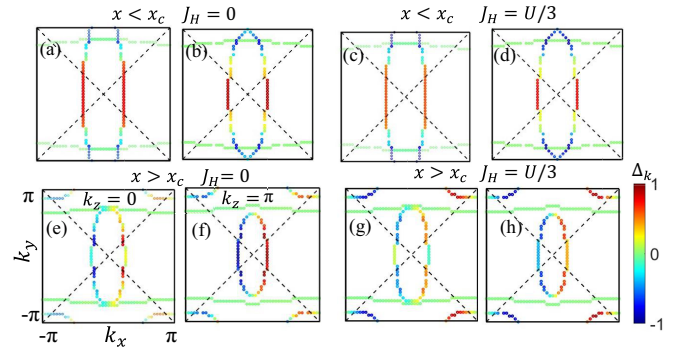 x < x_c J_H = 0 x < x_c J_H = U/3
(a) (b) (c) (d)
x > x_c J_H = 0 x > x_c J_H = U/3
π k_z = 0 k_z = π Δ_k
1
(e) (f) (g) (h)
k_y 0
-π -1
-π k_x π